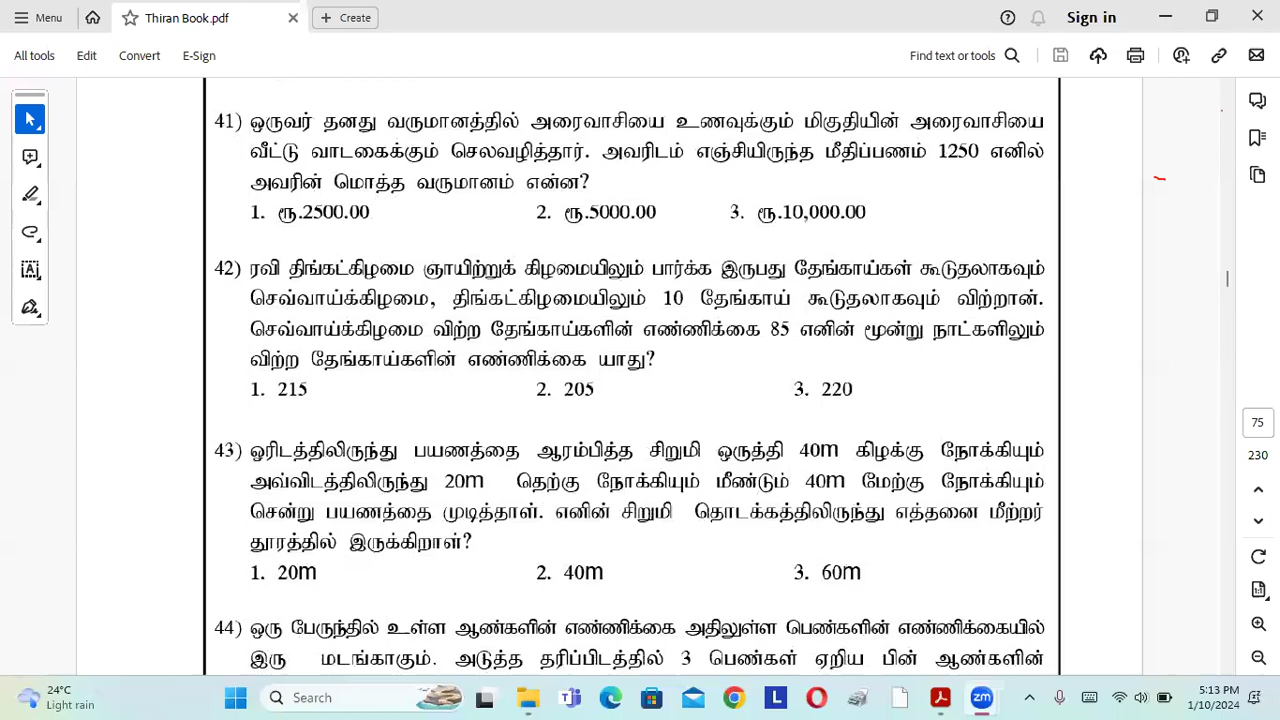 Menu
Thiran Book.pdf
Create
Sign in
All tools Edit Convert E-Sign
Find text or tools
41) ஒருவர் தனது வருமானத்தில் அரைவாசியை உணவுக்கும் மிகுதியின் அரைவாசியை
வீட்டு வாடகைக்கும் செலவழித்தார். அவரிடம் எஞ்சியிருந்த மீதிப்பணம் 1250 எனில்
அவரின் மொத்த வருமானம் என்ன?
1. ரூ.2500.00 2. ரூ.5000.00 3. ரூ.10,000.00
42) ரவி திங்கட்கிழமை ஞாயிற்றுக் கிழமையிலும் பார்க்க இருபது தேங்காய்கள் கூடுதலாகவும்
செவ்வாய்க்கிழமை, திங்கட்கிழமையிலும் 10 தேங்காய் கூடுதலாகவும் விற்றான்.
செவ்வாய்க்கிழமை விற்ற தேங்காய்களின் எண்ணிக்கை 85 எனின் மூன்று நாட்களிலும்
விற்ற தேங்காய்களின் எண்ணிக்கை யாது?
1. 215 2. 205 3. 220
43) ஓரிடத்திலிருந்து பயணத்தை ஆரம்பித்த சிறுமி ஒருத்தி 40m கிழக்கு நோக்கியும்
அவ்விடத்திலிருந்து 20m தெற்கு நோக்கியும் மீண்டும் 40m மேற்கு நோக்கியும்
சென்று பயணத்தை முடித்தாள். எனின் சிறுமி தொடக்கத்திலிருந்து எத்தனை மீற்றர்
தூரத்தில் இருக்கிறாள்?
1. 20m 2. 40m 3. 60m
44) ஒரு பேருந்தில் உள்ள ஆண்களின் எண்ணிக்கை அதிலுள்ள பெண்களின் எண்ணிக்கையில்
இரு மடங்காகும். அடுத்த தரிப்பிடத்தில் 3 பெண்கள் ஏறிய பின் ஆண்களின்
75
230
24°C
Light rain
Search
5:13 PM
1/10/2024